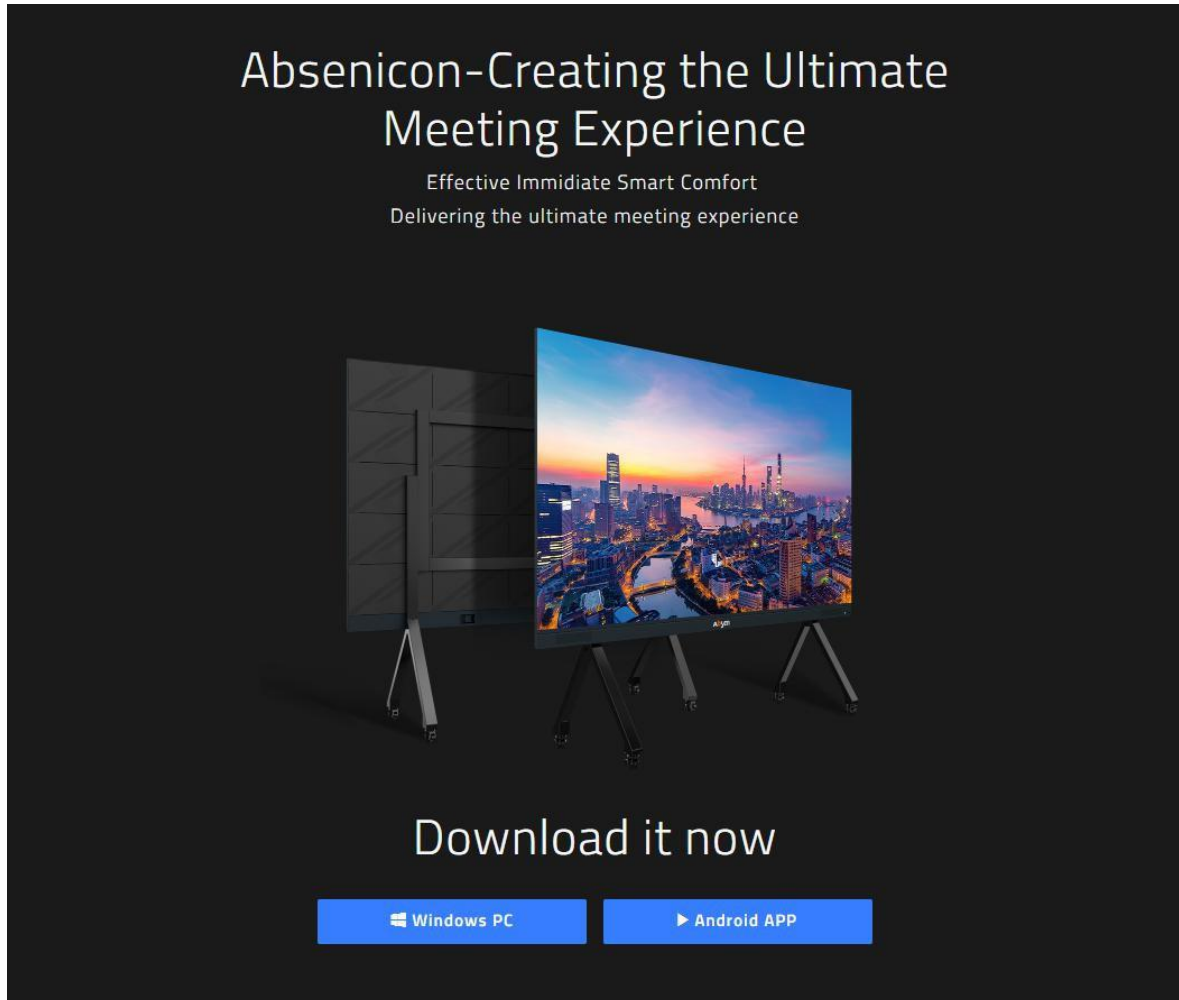 Absenicon-Creating the Ultimate
Meeting Experience
Effective Immidiate Smart Comfort
Delivering the ultimate meeting experience
Download it now
Windows PC
Android APP